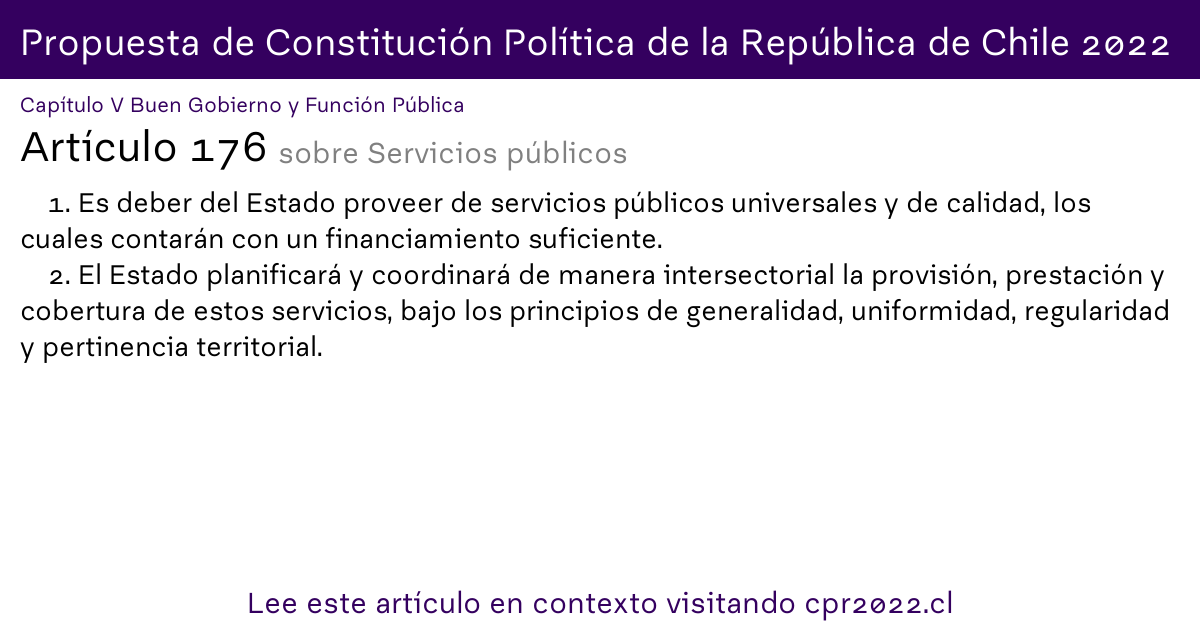 Propuesta de Constitución Política de la República de Chile 2022
Capítulo V Buen Gobierno y Función Pública
Artículo 176 sobre Servicios públicos
1. Es deber del Estado proveer de servicios públicos universales y de calidad, los
cuales contarán con un financiamiento suficiente.
2. El Estado planificará y coordinará de manera intersectorial la provisión, prestación y
cobertura de estos servicios, bajo los principios de generalidad, uniformidad, regularidad
y pertinencia territorial.
Lee este artículo en contexto visitando cpr2022.cl